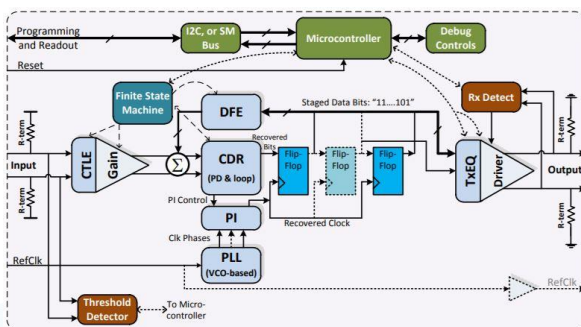 Programming
and Readout
I2C, or SM
Bus
Microcontroller
Debug
Controls
Reset
Finite State
Machine
DFE
Staged Data Bits: "11....101"
Rx Detect
R-term
R-term
Input
CTLE
Gain
Σ
CDR
(PD & loop)
Recovered
Bits
Flip-
Flop
Flip-
Flop
Flip-
Flop
TxEQ
Driver
Output
R-term
R-term
PI Control
PI
Recovered Clock
Clk Phases
RefClk
PLL
(VCO-based)
RefClk
Threshold
Detector
To Micro-
controller